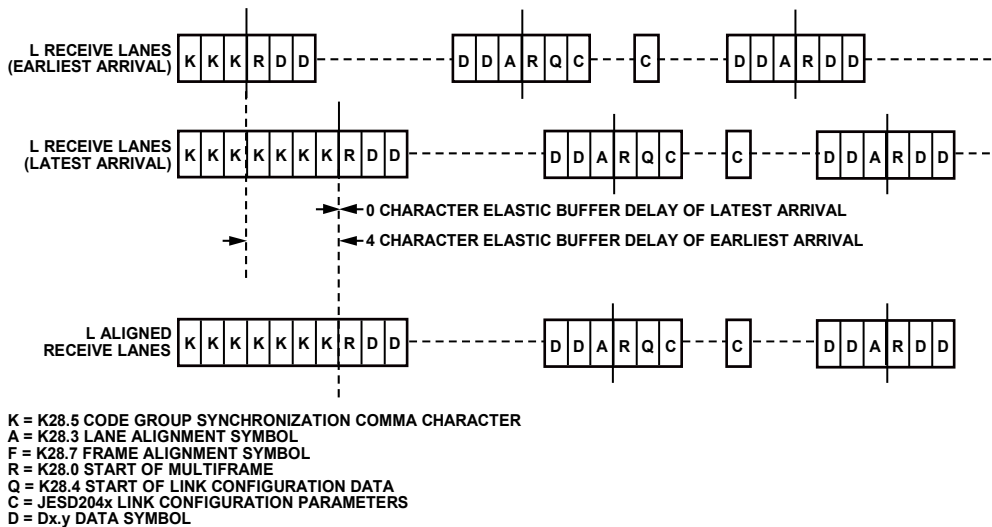 L RECEIVE LANES
(EARLIEST ARRIVAL)
K K K R D D
D D A R Q C
C
D D A R D D
L RECEIVE LANES
(LATEST ARRIVAL)
K K K K K K K R D D
D D A R Q C
C
D D A R D D
0 CHARACTER ELASTIC BUFFER DELAY OF LATEST ARRIVAL
4 CHARACTER ELASTIC BUFFER DELAY OF EARLIEST ARRIVAL
L ALIGNED
RECEIVE LANES
K K K K K K K R D D
D D A R Q C
C
D D A R D D
K = K28.5 CODE GROUP SYNCHRONIZATION COMMA CHARACTER
A = K28.3 LANE ALIGNMENT SYMBOL
F = K28.7 FRAME ALIGNMENT SYMBOL
R = K28.0 START OF MULTIFRAME
Q = K28.4 START OF LINK CONFIGURATION DATA
C = JESD204x LINK CONFIGURATION PARAMETERS
D = Dx.y DATA SYMBOL